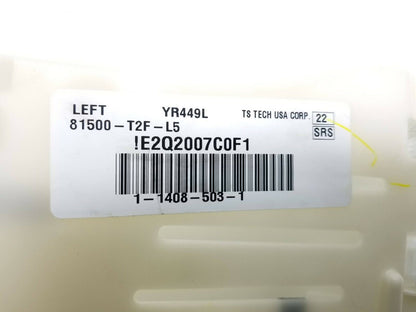 LEFT YR449L TS TECH USA CORP. 22
81500-T2F-L5 SRS
!E2Q2007C0F1
1-1408-503-1